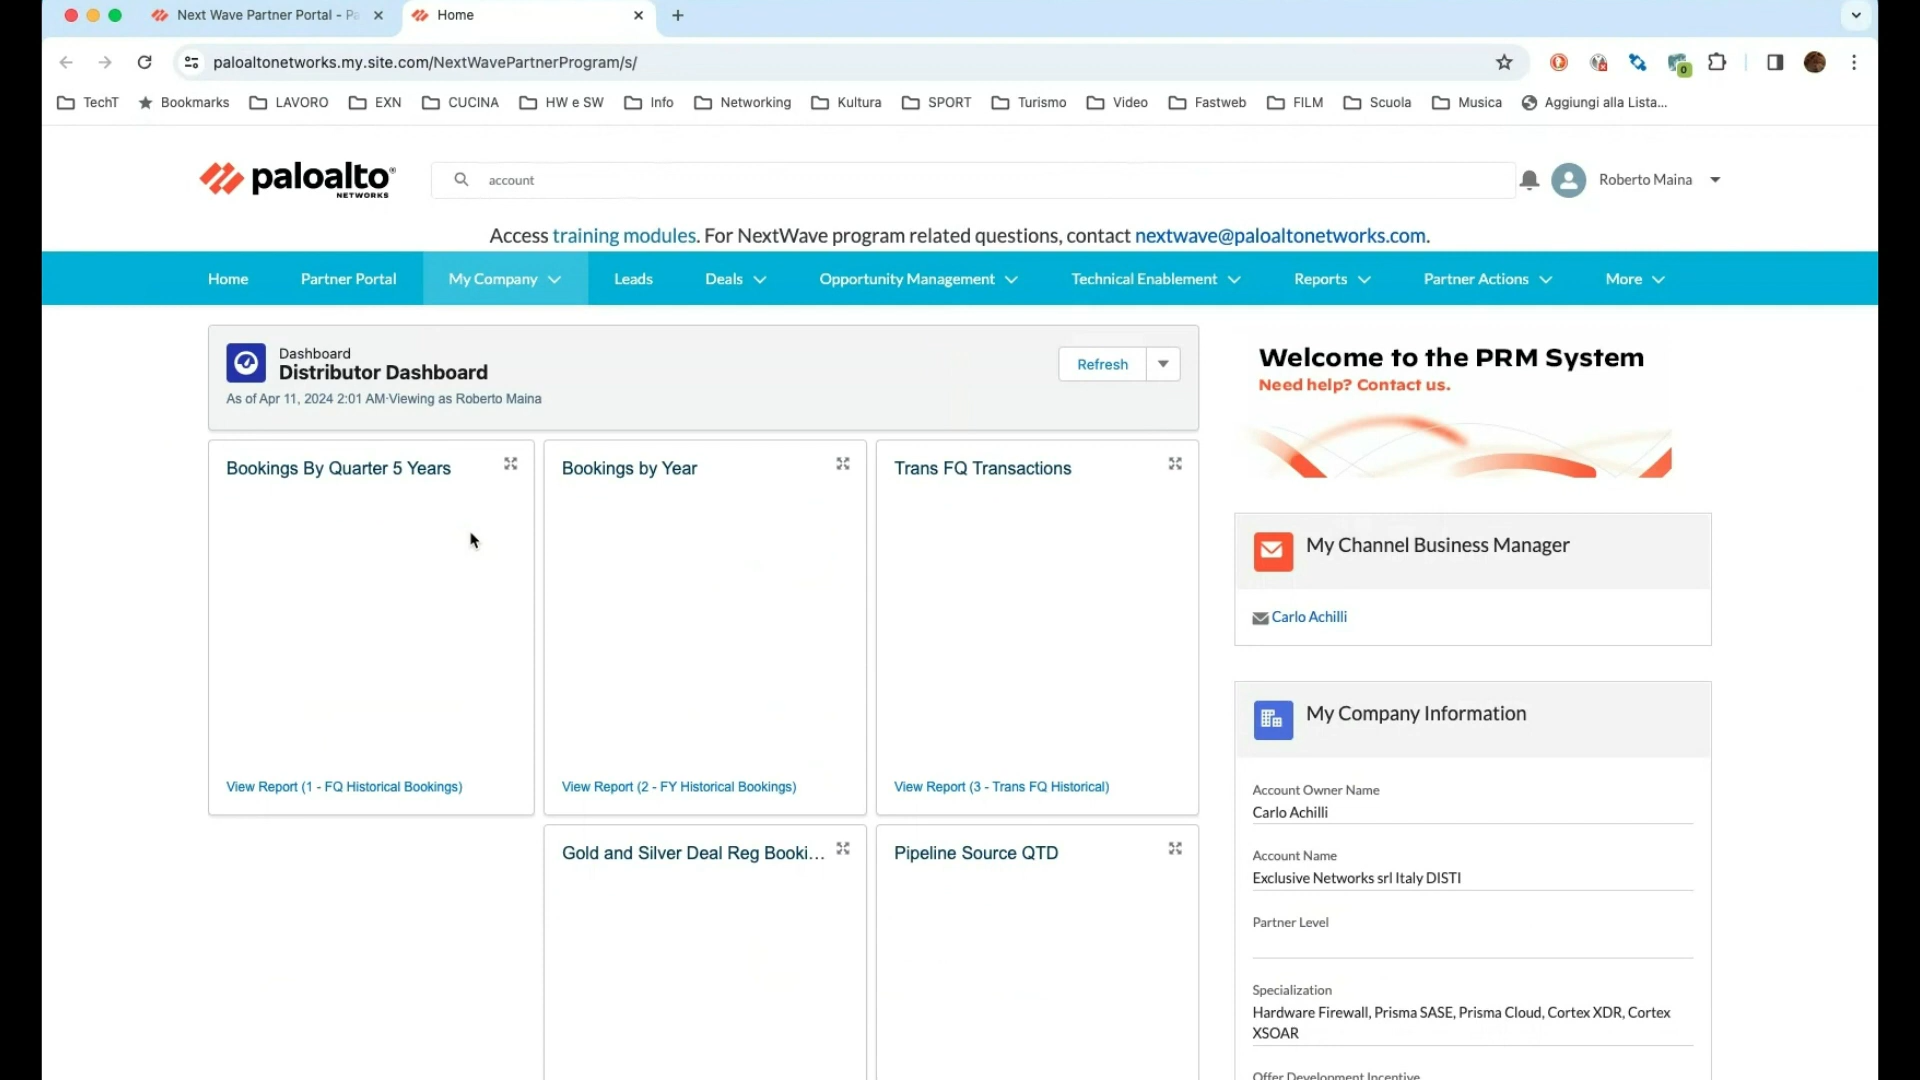 Next Wave Partner Portal - Pa
Home
paloaltonetworks.my.site.com/NextWavePartnerProgram/s/
0
TechT Bookmarks LAVORO EXN CUCINA HW e SW Info Networking Kultura SPORT Turismo Video Fastweb FILM Scuola Musica Aggiungi alla Lista...
paloalto®
NETWORKS
account
Roberto Maina
Access training modules. For NextWave program related questions, contact nextwave@paloaltonetworks.com.
Home Partner Portal My Company Leads Deals Opportunity Management Technical Enablement Reports Partner Actions More
Dashboard
Distributor Dashboard
As of Apr 11, 2024 2:01 AM·Viewing as Roberto Maina
Refresh
Bookings By Quarter 5 Years
View Report (1 - FQ Historical Bookings)
Bookings by Year
View Report (2 - FY Historical Bookings)
Trans FQ Transactions
View Report (3 - Trans FQ Historical)
Gold and Silver Deal Reg Booki...
Pipeline Source QTD
Welcome to the PRM System
Need help? Contact us.
My Channel Business Manager
Carlo Achilli
My Company Information
Account Owner Name
Carlo Achilli
Account Name
Exclusive Networks srl Italy DISTI
Partner Level
Specialization
Hardware Firewall, Prisma SASE, Prisma Cloud, Cortex XDR, Cortex
XSOAR
Offer Development Incentive